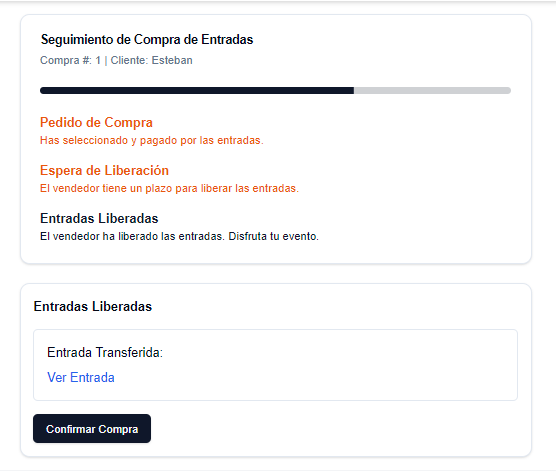 Seguimiento de Compra de Entradas
Compra #: 1 | Cliente: Esteban
Pedido de Compra
Has seleccionado y pagado por las entradas.
Espera de Liberación
El vendedor tiene un plazo para liberar las entradas.
Entradas Liberadas
El vendedor ha liberado las entradas. Disfruta tu evento.
Entradas Liberadas
Entrada Transferida:
Ver Entrada
Confirmar Compra